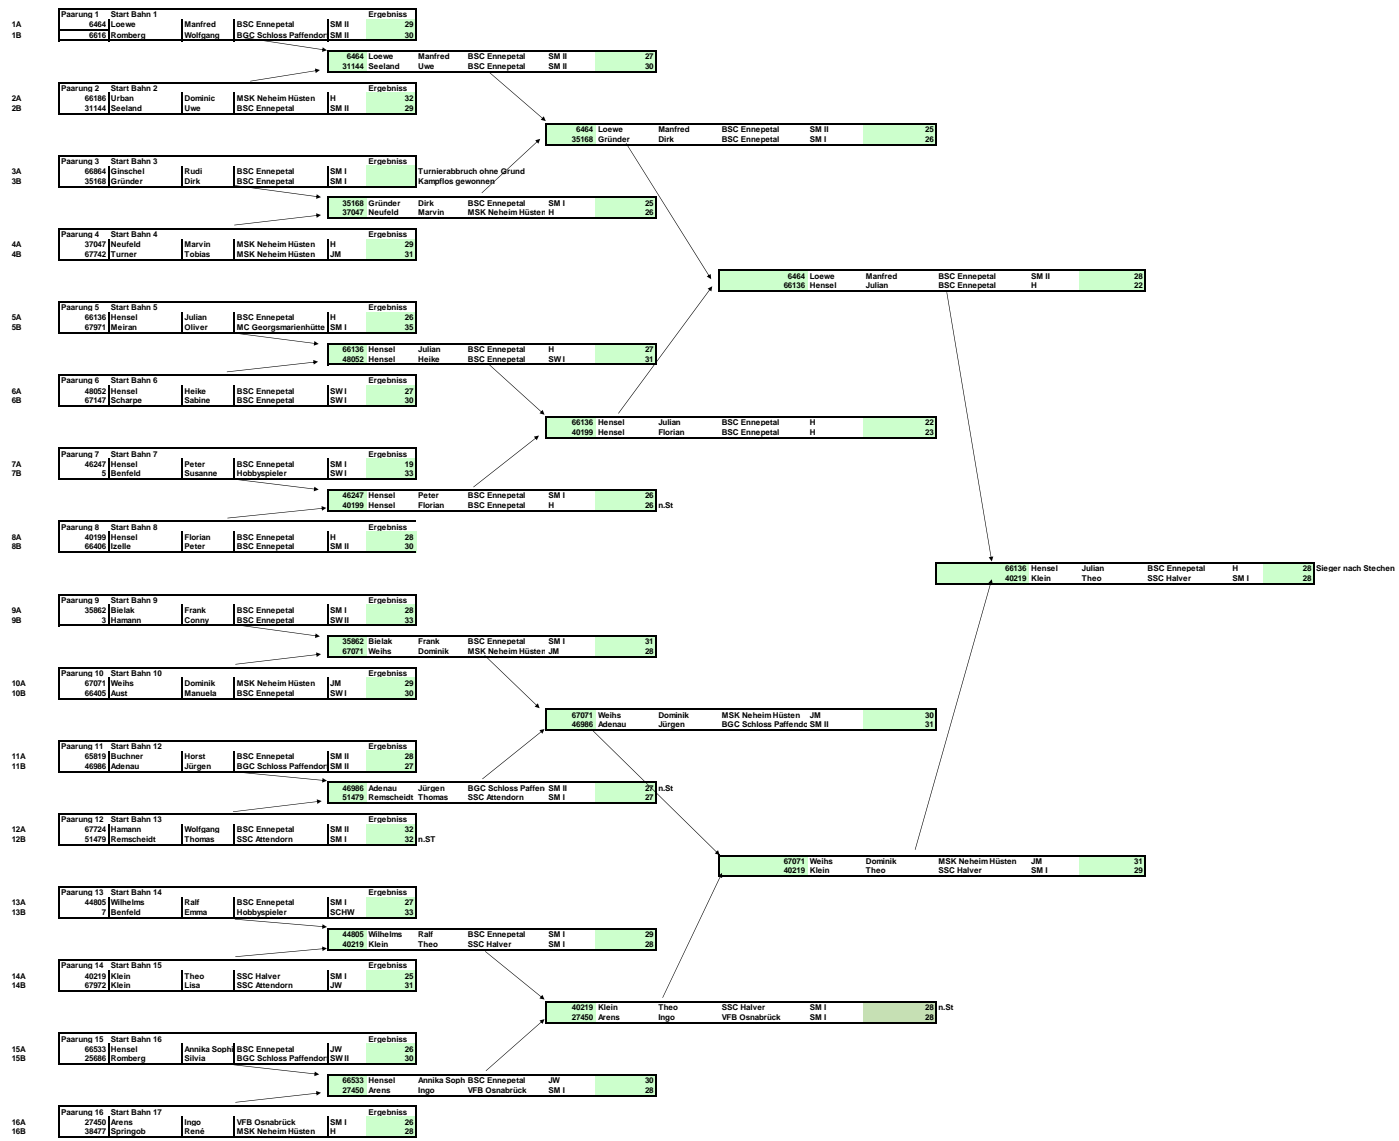 Paarung 1 Start Bahn 1 Ergebniss
1A 6464 Loewe Manfred BSC Ennepetal SM II 29
1B 6616 Romberg Wolfgang BGC Schloss Paffendor SM II 30
6464 Loewe Manfred BSC Ennepetal SM II 27
31144 Seeland Uwe BSC Ennepetal SM II 30
Paarung 2 Start Bahn 2 Ergebniss
2A 66186 Urban Dominic MSK Neheim Hüsten H 32
2B 31144 Seeland Uwe BSC Ennepetal SM II 29
6464 Loewe Manfred BSC Ennepetal SM II 25
35168 Gründer Dirk BSC Ennepetal SM I 26
Paarung 3 Start Bahn 3 Ergebniss
3A 66864 Ginschel Rudi BSC Ennepetal SM I Turnierabbruch ohne Grund
3B 35168 Gründer Dirk BSC Ennepetal SM I Kampflos gewonnen
35168 Gründer Dirk BSC Ennepetal SM I 25
37047 Neufeld Marvin MSK Neheim Hüsten H 26
Paarung 4 Start Bahn 4 Ergebniss
4A 37047 Neufeld Marvin MSK Neheim Hüsten H 29
4B 67742 Turner Tobias MSK Neheim Hüsten JM 31
6464 Loewe Manfred BSC Ennepetal SM II 28
66136 Hensel Julian BSC Ennepetal H 22
Paarung 5 Start Bahn 5 Ergebniss
5A 66136 Hensel Julian BSC Ennepetal H 26
5B 67971 Meiran Oliver MC Georgsmarienhütte SM I 35
66136 Hensel Julian BSC Ennepetal H 27
48052 Hensel Heike BSC Ennepetal SW I 31
Paarung 6 Start Bahn 6 Ergebniss
6A 48052 Hensel Heike BSC Ennepetal SW I 27
6B 67147 Scharpe Sabine BSC Ennepetal SW I 30
66136 Hensel Julian BSC Ennepetal H 22
40199 Hensel Florian BSC Ennepetal H 23
Paarung 7 Start Bahn 7 Ergebniss
7A 46247 Hensel Peter BSC Ennepetal SM I 19
7B 5 Benfeld Susanne Hobbyspieler SW I 33
46247 Hensel Peter BSC Ennepetal SM I 26
40199 Hensel Florian BSC Ennepetal H 26 n.St
Paarung 8 Start Bahn 8 Ergebniss
8A 40199 Hensel Florian BSC Ennepetal H 28
8B 66406 Izelle Peter BSC Ennepetal SM II 30
66136 Hensel Julian BSC Ennepetal H 28 Sieger nach Stechen
40219 Klein Theo SSC Halver SM I 28
Paarung 9 Start Bahn 9 Ergebniss
9A 35862 Bielak Frank BSC Ennepetal SM I 28
9B 3 Hamann Conny BSC Ennepetal SW II 33
35862 Bielak Frank BSC Ennepetal SM I 31
67071 Weihs Dominik MSK Neheim Hüsten JM 28
Paarung 10 Start Bahn 10 Ergebniss
10A 67071 Weihs Dominik MSK Neheim Hüsten JM 29
10B 66405 Aust Manuela BSC Ennepetal SW I 30
67071 Weihs Dominik MSK Neheim Hüsten JM 30
46986 Adenau Jürgen BGC Schloss Paffendo SM II 31
Paarung 11 Start Bahn 12 Ergebniss
11A 65819 Buchner Horst BSC Ennepetal SM II 28
11B 46986 Adenau Jürgen BGC Schloss Paffendor SM II 27
46986 Adenau Jürgen BGC Schloss Paffen SM II 27 n.St
51479 Remscheidt Thomas SSC Attendorn SM I 27
Paarung 12 Start Bahn 13 Ergebniss
12A 67724 Hamann Wolfgang BSC Ennepetal SM II 32
12B 51479 Remscheidt Thomas SSC Attendorn SM I 32 n.ST
67071 Weihs Dominik MSK Neheim Hüsten JM 31
40219 Klein Theo SSC Halver SM I 29
Paarung 13 Start Bahn 14 Ergebniss
13A 44805 Wilhelms Ralf BSC Ennepetal SM I 27
13B 7 Benfeld Emma Hobbyspieler SCHW 33
44805 Wilhelms Ralf BSC Ennepetal SM I 29
40219 Klein Theo SSC Halver SM I 28
Paarung 14 Start Bahn 15 Ergebniss
14A 40219 Klein Theo SSC Halver SM I 25
14B 67972 Klein Lisa SSC Attendorn JW 31
40219 Klein Theo SSC Halver SM I 28 n.St
27450 Arens Ingo VFB Osnabrück SM I 28
Paarung 15 Start Bahn 16 Ergebniss
15A 66533 Hensel Annika Sophi BSC Ennepetal JW 26
15B 25686 Romberg Silvia BGC Schloss Paffendor SW II 30
66533 Hensel Annika Soph BSC Ennepetal JW 30
27450 Arens Ingo VFB Osnabrück SM I 28
Paarung 16 Start Bahn 17 Ergebniss
16A 27450 Arens Ingo VFB Osnabrück SM I 26
16B 38477 Springob René MSK Neheim Hüsten H 28